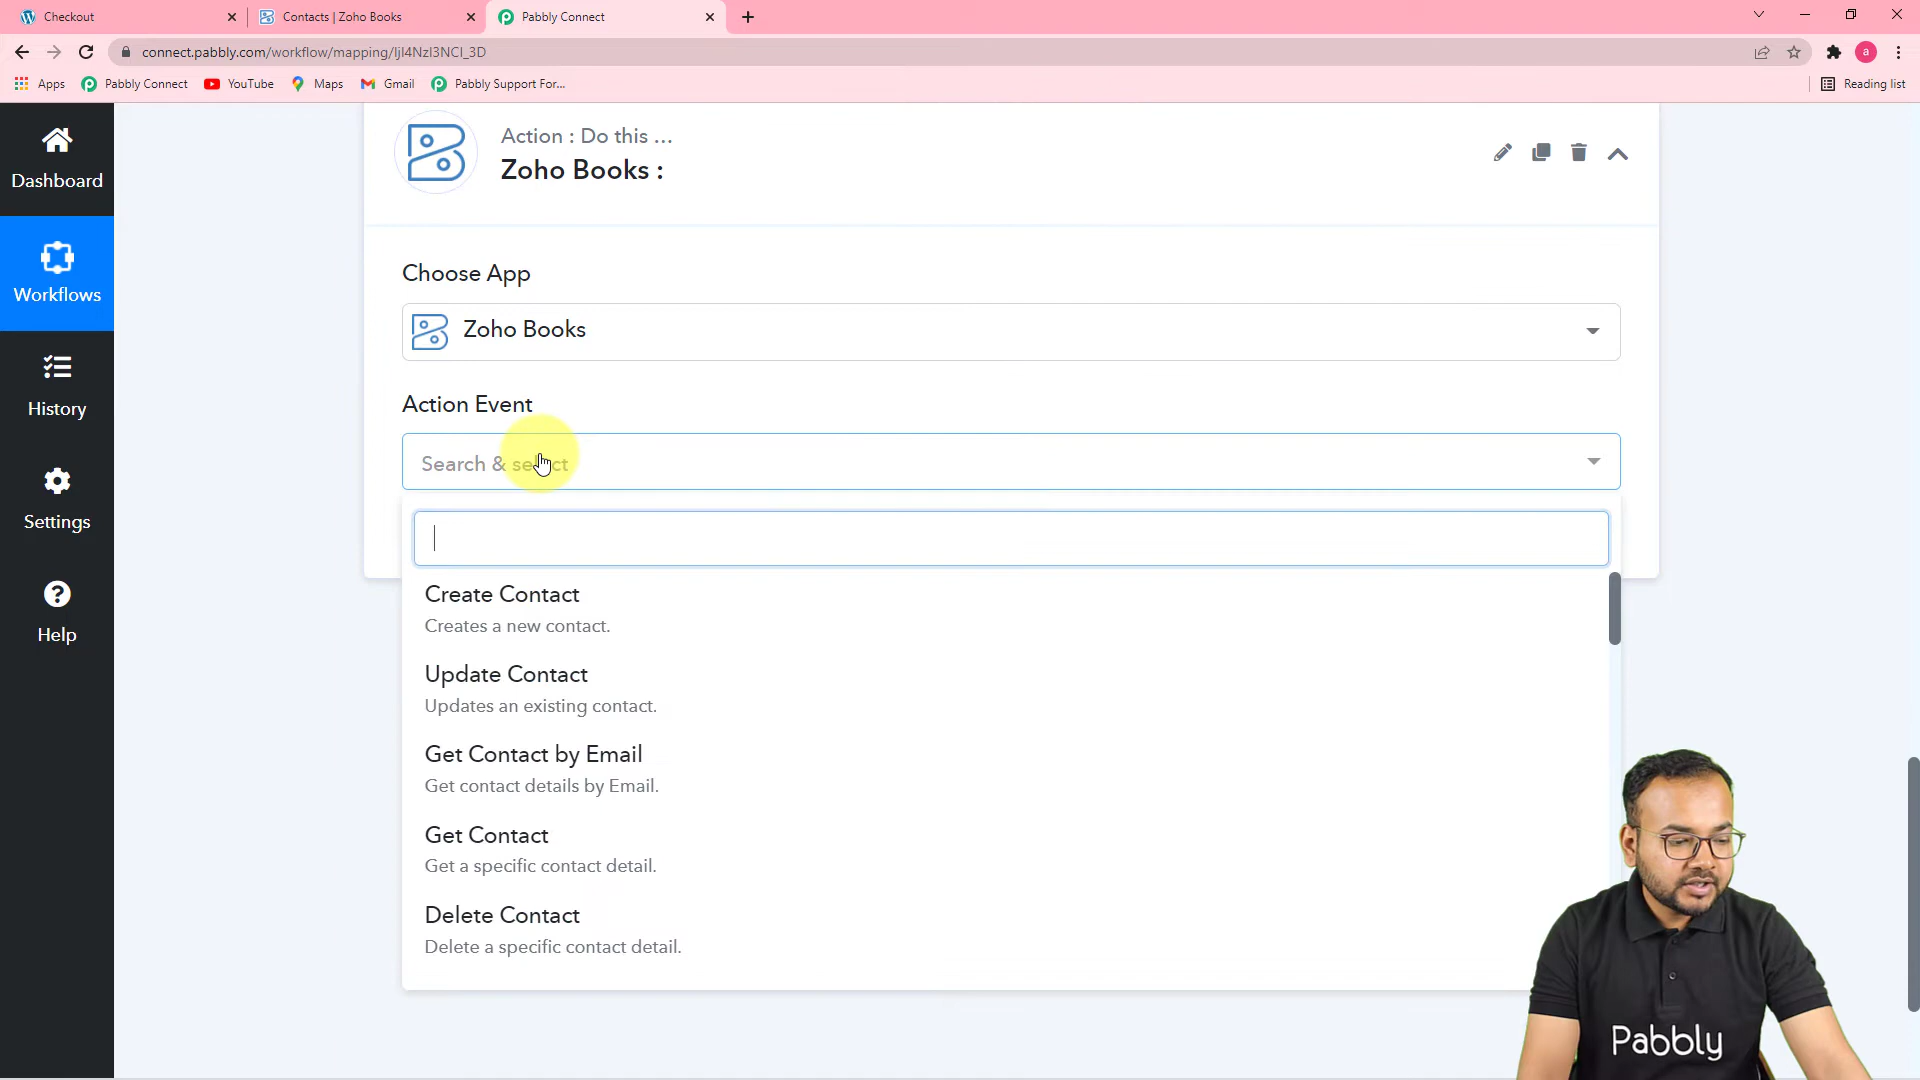 Checkout
Contacts | Zoho Books
Pabbly Connect
connect.pabbly.com/workflow/mapping/IjI4NzI3NCI_3D
a
Apps
Pabbly Connect
YouTube
Maps
Gmail
Pabbly Support For...
Reading list
Dashboard
Workflows
History
Settings
Help
Action : Do this ...
Zoho Books :
Choose App
Zoho Books
Action Event
Search & select
Create Contact
Creates a new contact.
Update Contact
Updates an existing contact.
Get Contact by Email
Get contact details by Email.
Get Contact
Get a specific contact detail.
Delete Contact
Delete a specific contact detail.
Pabbly